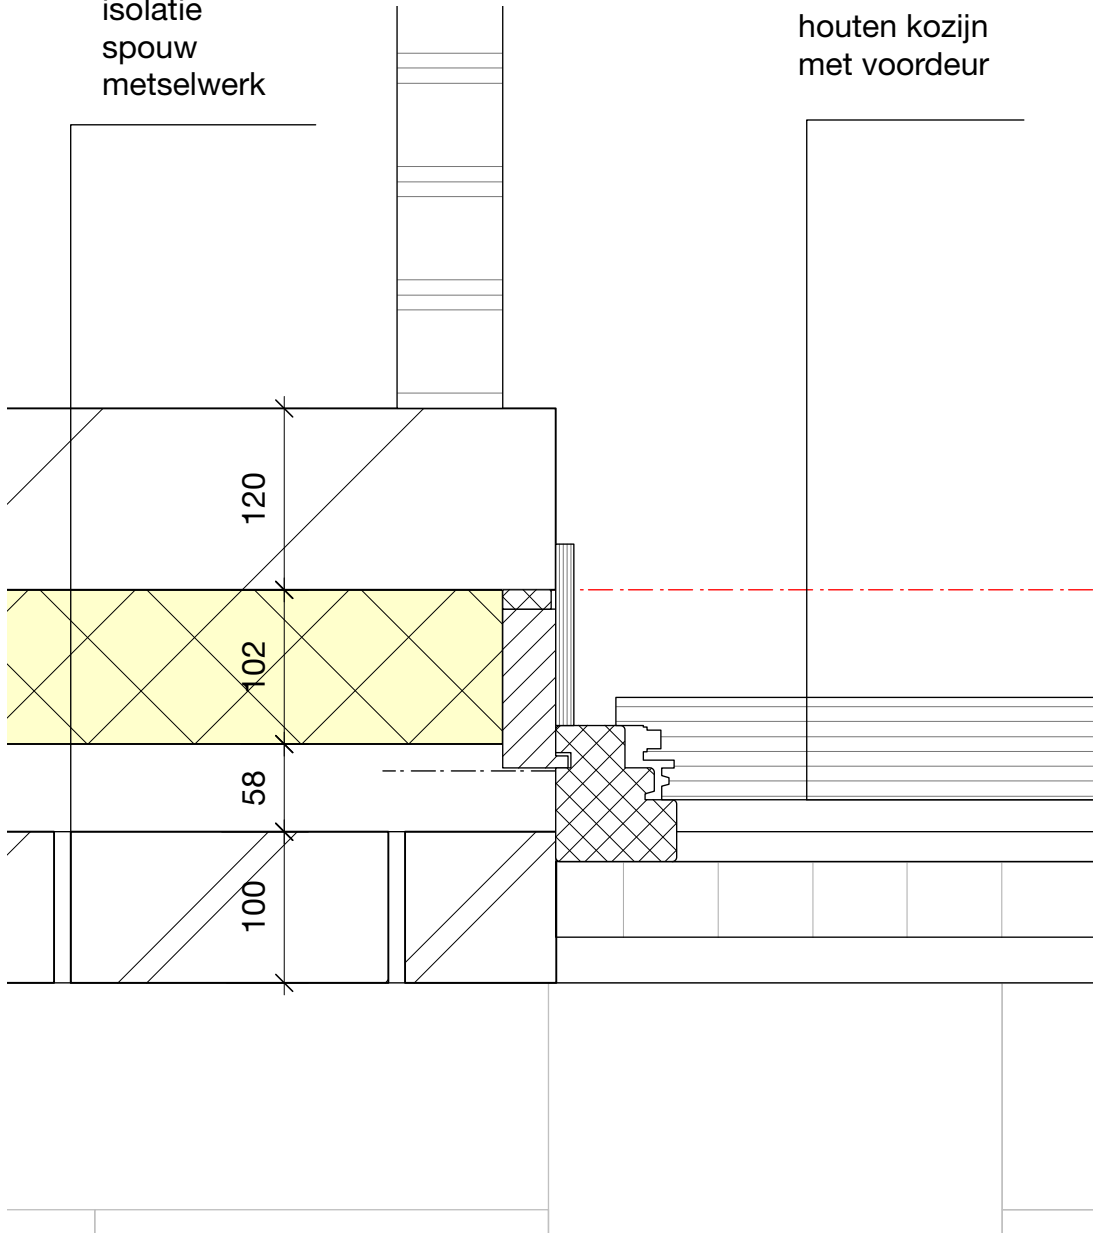 isolatie
spouw
metselwerk
houten kozijn
met voordeur
120
102
58
100